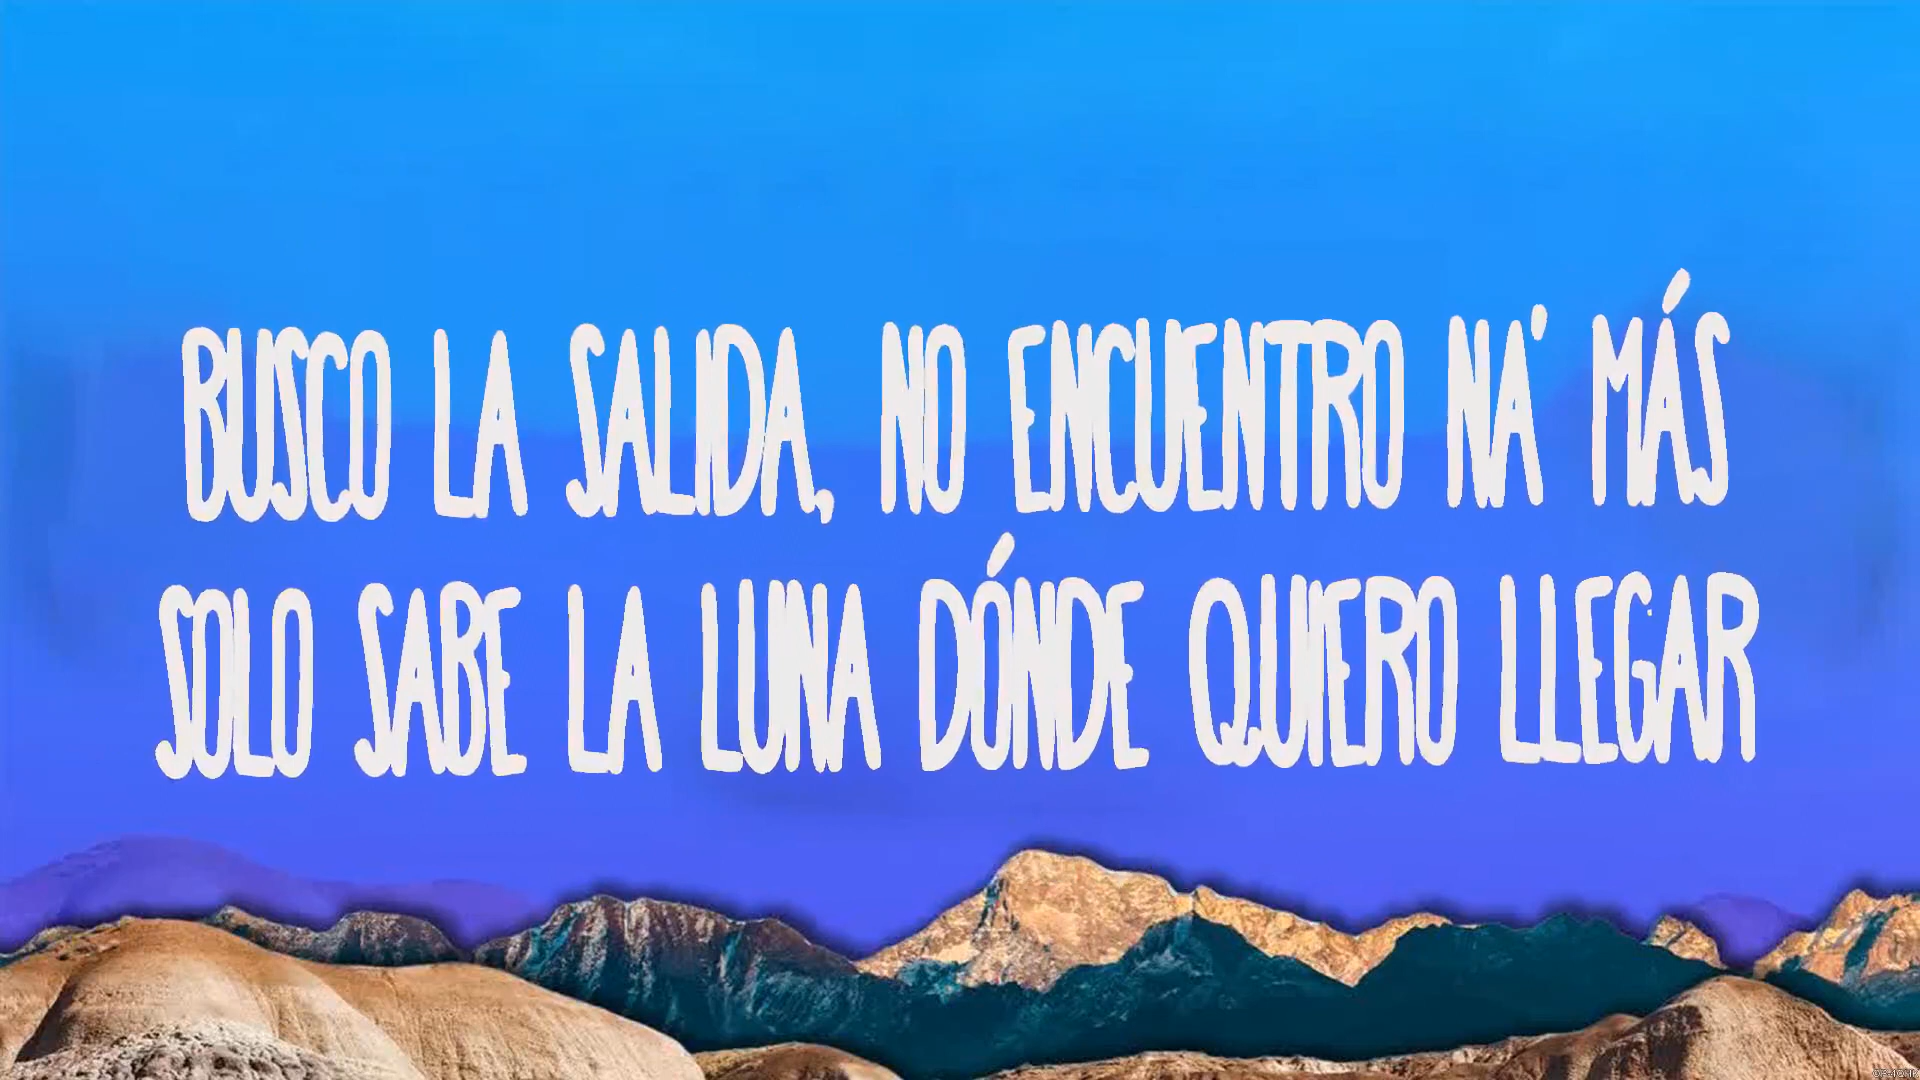 BUSCO LA SALIDA, NO ENCUENTRO NA' MÁS
SOLO SABE LA LUNA DÓNDE QUIERO LLEGAR